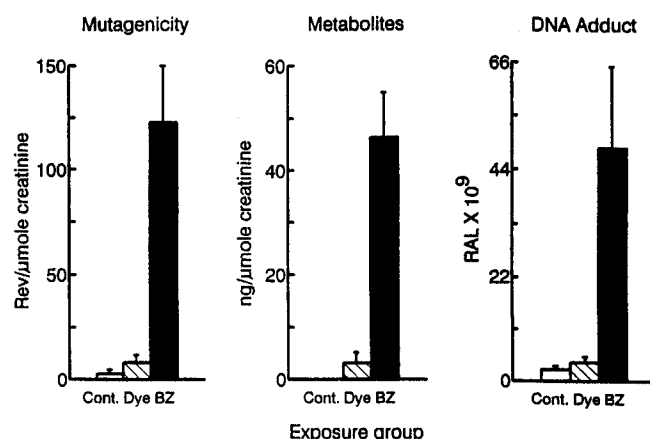 Mutagenicity
Metabolites
DNA Adduct
Rev/µmole creatinine
150
100
50
0
Cont. Dye BZ
ng/µmole creatinine
60
40
20
0
Cont. Dye BZ
RAL X 10⁹
66
44
22
0
Cont. Dye BZ
Exposure group